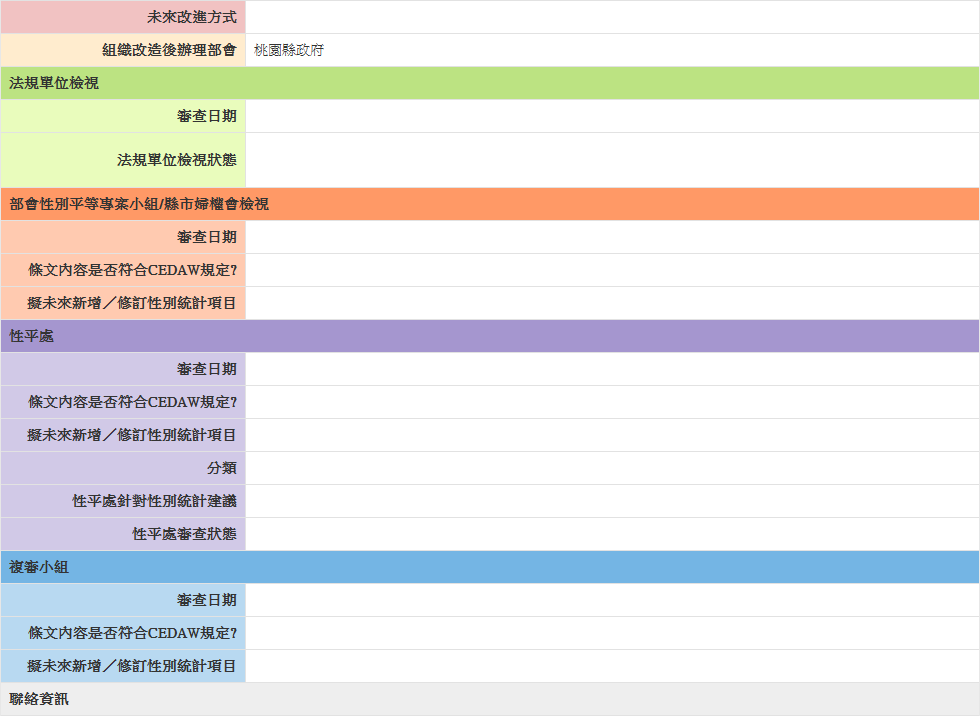 未來改進方式
組織改造後辦理部會 桃園縣政府
法規單位檢視
審查日期
法規單位檢視狀態
部會性別平等專案小組/縣市婦權會檢視
審查日期
條文內容是否符合CEDAW規定?
擬未來新增／修訂性別統計項目
性平處
審查日期
條文內容是否符合CEDAW規定?
擬未來新增／修訂性別統計項目
分類
性平處針對性別統計建議
性平處審查狀態
複審小組
審查日期
條文內容是否符合CEDAW規定?
擬未來新增／修訂性別統計項目
聯絡資訊